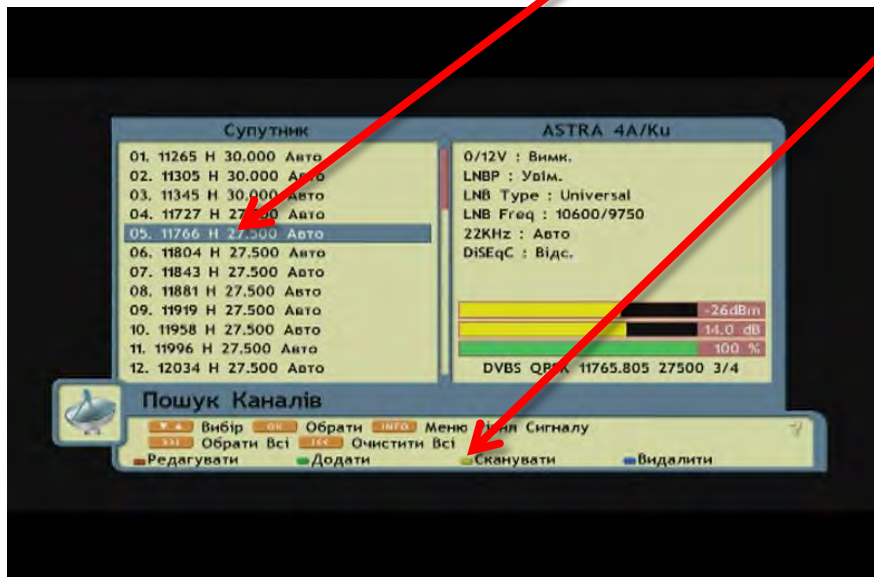 Супутник
ASTRA 4A/Ku
01. 11265 H 30.000 Авто
02. 11305 H 30.000 Авто
03. 11345 H 30.000 Авто
04. 11727 H 27.500 Авто
05. 11766 H 27.500 Авто
06. 11804 H 27.500 Авто
07. 11843 H 27.500 Авто
08. 11881 H 27.500 Авто
09. 11919 H 27.500 Авто
10. 11958 H 27.500 Авто
11. 11996 H 27.500 Авто
12. 12034 H 27.500 Авто
0/12V : Вимк.
LNBP : Увім.
LNB Type : Universal
LNB Freq : 10600/9750
22KHz : Авто
DiSEqC : Відс.
-26dBm
14.0 dB
100 %
DVBS QPSK 11765.805 27500 3/4
Пошук Каналів
Вибір OK Обрати INFO Меню Рівня Сигналу
>>I Обрати Всі I<< Очистити Всі
Редагувати Додати Сканувати Видалити